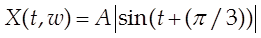 X(t,w) = A|sin(t+(π/3))|